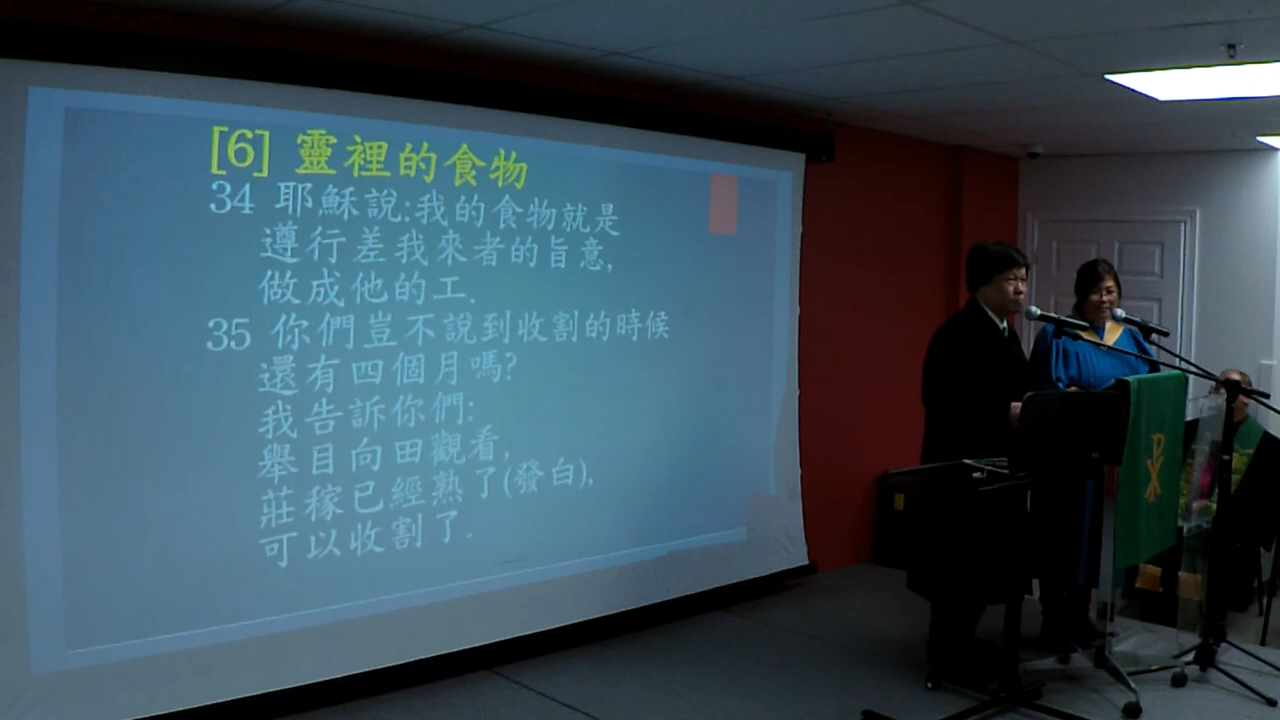 [6] 靈裡的食物
34 耶穌說:我的食物就是
遵行差我來者的旨意,
做成他的工.
35 你們豈不說到收割的時候
還有四個月嗎?
我告訴你們:
舉目向田觀看,
莊稼已經熟了(發白),
可以收割了.